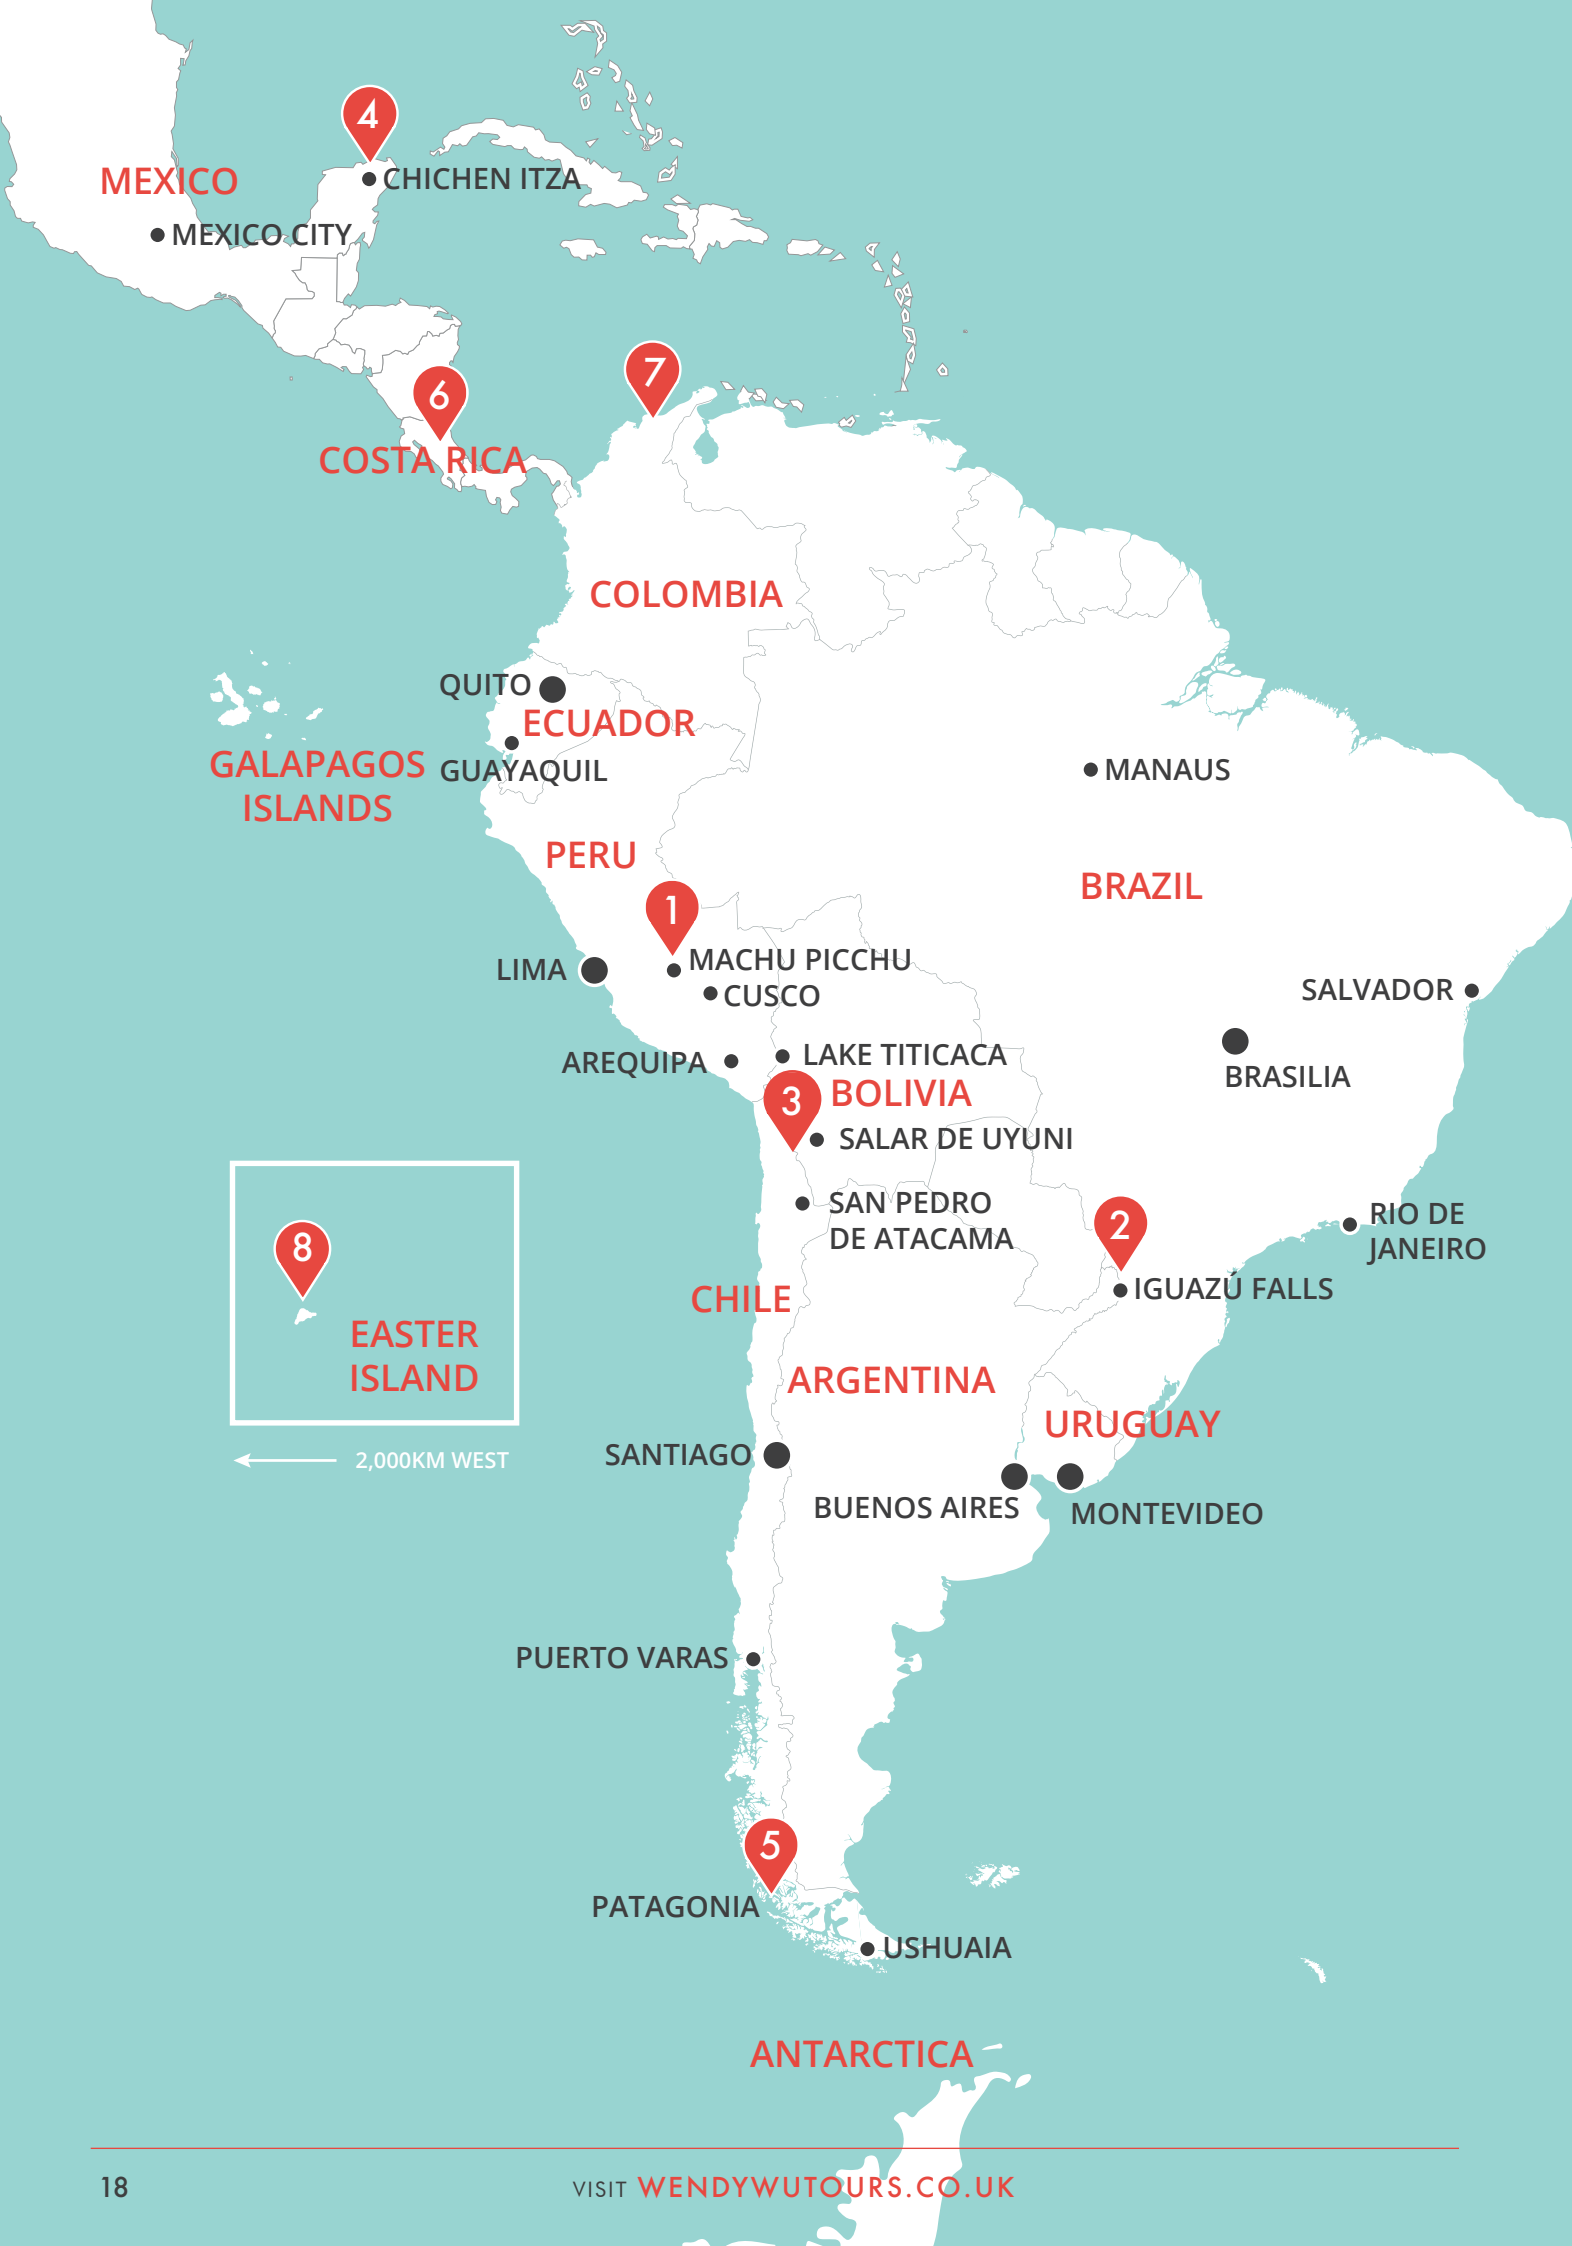 4
CHICHEN ITZA
MEXICO
MEXICO CITY
7
6
COSTA RICA
COLOMBIA
QUITO
ECUADOR
GALAPAGOS
ISLANDS
GUAYAQUIL
MANAUS
PERU
BRAZIL
1
MACHU PICCHU
LIMA
CUSCO
SALVADOR
AREQUIPA
LAKE TITICACA
BRASILIA
3
BOLIVIA
SALAR DE UYUNI
SAN PEDRO
DE ATACAMA
2
RIO DE
JANEIRO
IGUAZÚ FALLS
8
EASTER
ISLAND
2,000KM WEST
CHILE
ARGENTINA
URUGUAY
SANTIAGO
BUENOS AIRES
MONTEVIDEO
PUERTO VARAS
5
PATAGONIA
USHUAIA
ANTARCTICA
18
VISIT WENDYWUTOURS.CO.UK